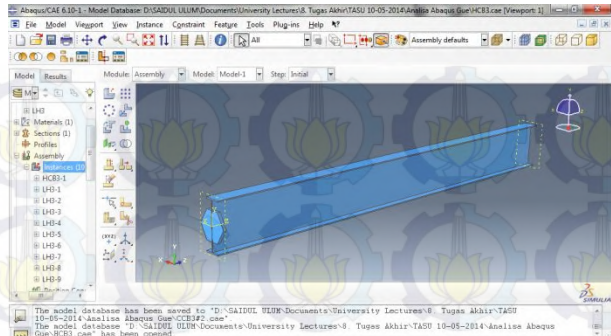 Abaqus/CAE 6.10-1 - Model Database: D:\SAIDUL ULUM\Documents\University Lectures\8. Tugas Akhir\TASU 10-05-2014\Analisa Abaqus Gue\HCB3.cae [Viewport: 1]
File Model Viewport View Instance Constraint Feature Tools Plug-ins Help
All Assembly defaults
Model Results Module: Assembly Model: Model-1 Step: Initial
LH3
Materials (1)
Sections (1)
Profiles
Assembly
Instances (10
HCB3-1
LH3-1
LH3-2
LH3-3
LH3-4
LH3-5
LH3-6
LH3-7
LH3-8
LH3-9
Y
X Z
SIMULIA
The model database has been saved to "D:\SAIDUL ULUM\Documents\University Lectures\8. Tugas Akhir\TASU
10-05-2014\Analisa Abaqus Gue\CCB3#2.cae".
The model database "D:\SAIDUL ULUM\Documents\University Lectures\8. Tugas Akhir\TASU 10-05-2014\Analisa Abaqus
Gue\HCB3.cae" has been opened.